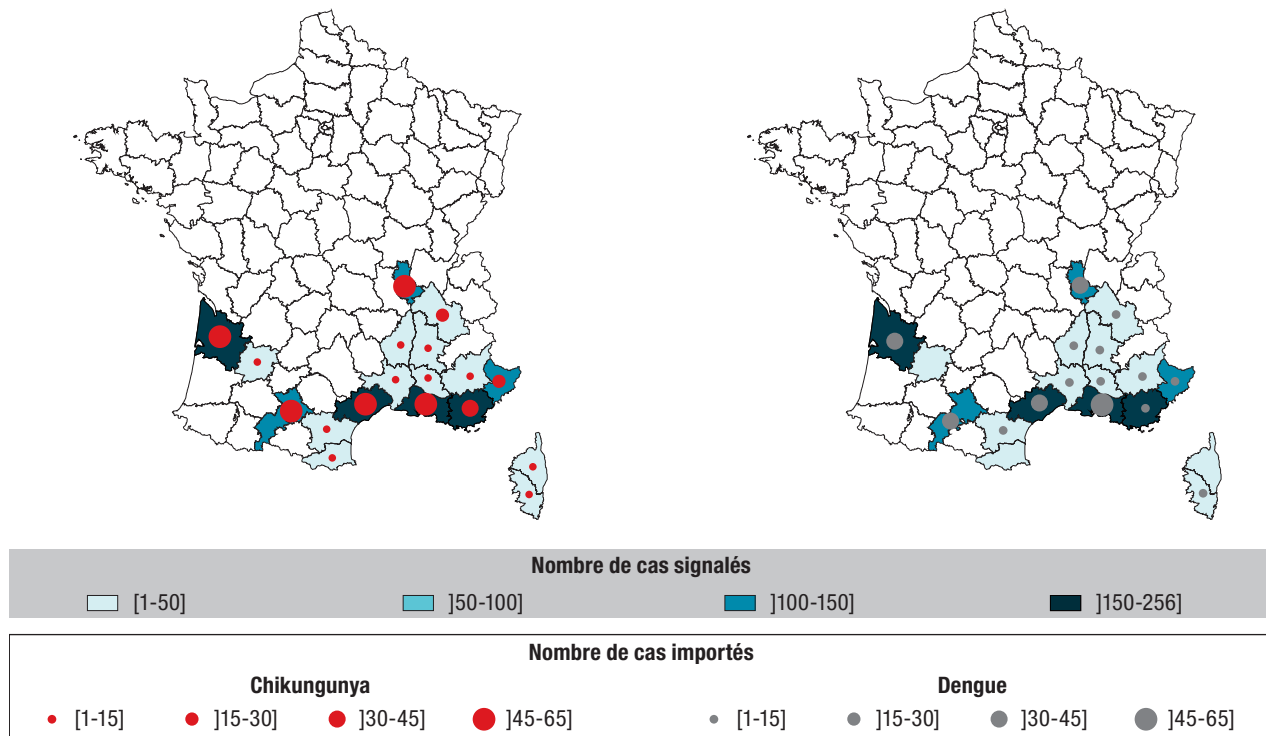 Nombre de cas signalés
[1-50] ]50-100] ]100-150] ]150-256]
Nombre de cas importés
Chikungunya Dengue
[1-15] ]15-30] ]30-45] ]45-65] [1-15] ]15-30] ]30-45] ]45-65]